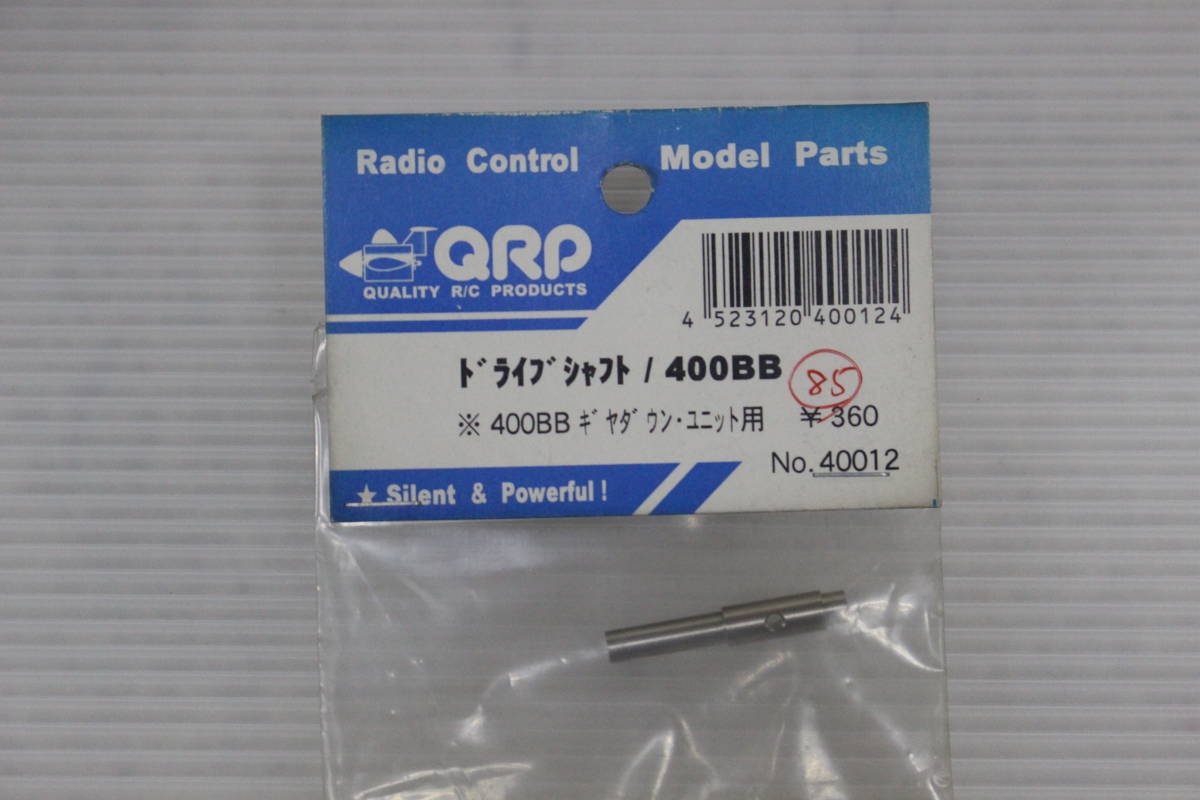 Radio Control Model Parts
QRP
QUALITY R/C PRODUCTS
4 523120 400124
ドライブシャフト / 400BB
85
※ 400BB ギヤダウン・ユニット用 ¥360
No. 40012
★ Silent & Powerful!